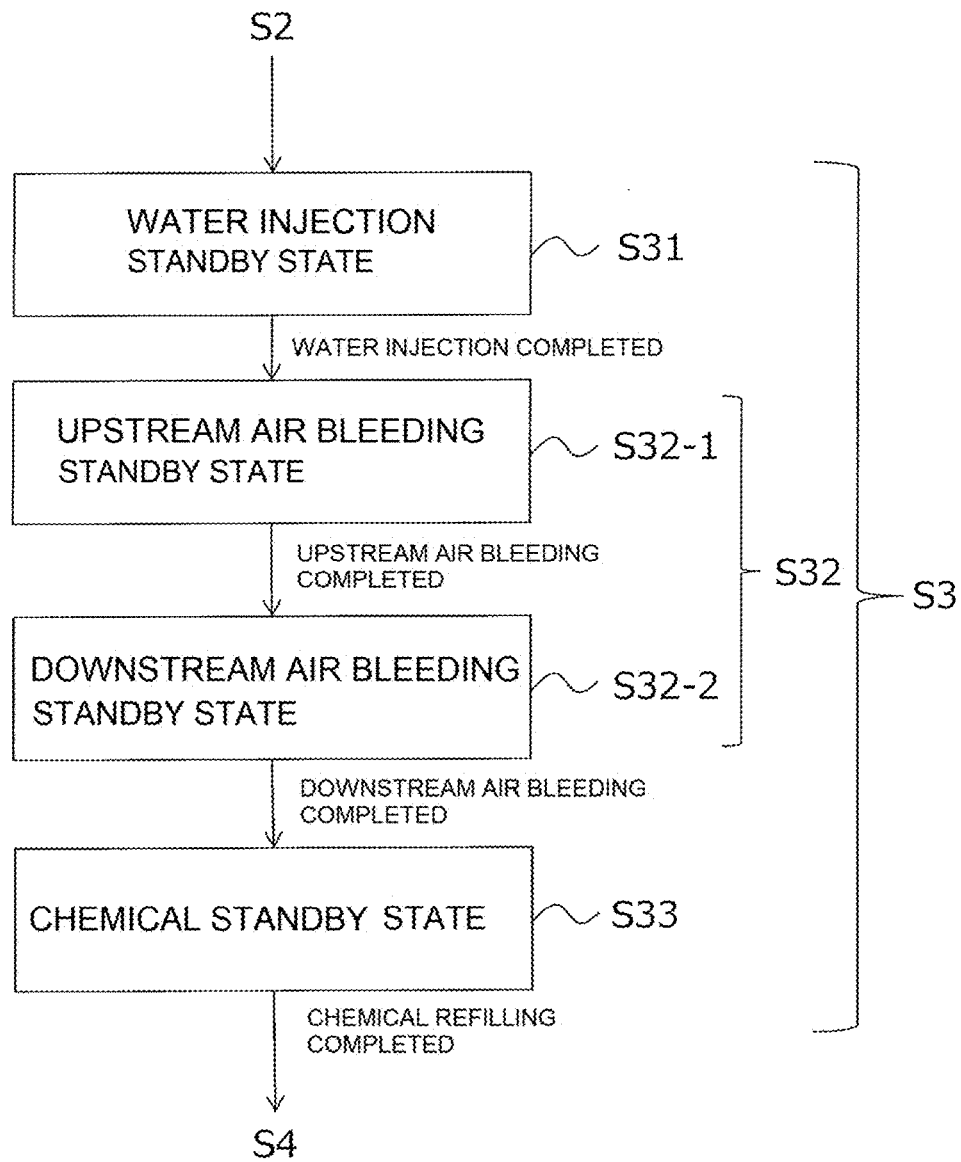 S2
WATER INJECTION
STANDBY STATE
S31
WATER INJECTION COMPLETED
UPSTREAM AIR BLEEDING
STANDBY STATE
S32-1
UPSTREAM AIR BLEEDING
COMPLETED
S32
S3
DOWNSTREAM AIR BLEEDING
STANDBY STATE
S32-2
DOWNSTREAM AIR BLEEDING
COMPLETED
CHEMICAL STANDBY STATE
S33
CHEMICAL REFILLING
COMPLETED
S4